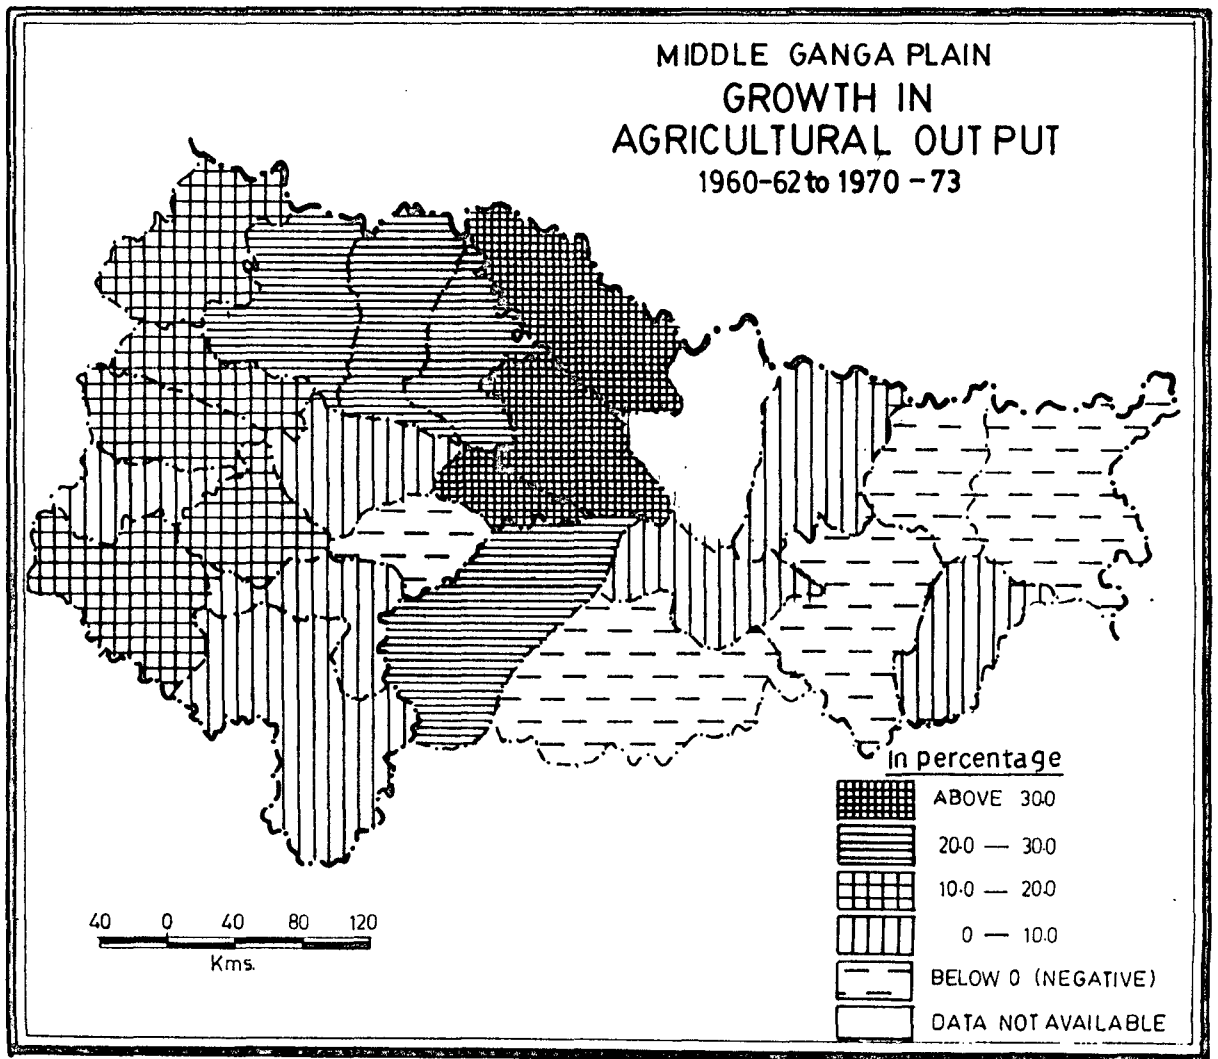 MIDDLE GANGA PLAIN
GROWTH IN
AGRICULTURAL OUT PUT
1960-62 to 1970-73
In percentage
ABOVE 30.0
20.0 — 30.0
10.0 — 20.0
0 — 10.0
BELOW 0 (NEGATIVE)
DATA NOT AVAILABLE
40 0 40 80 120
Kms.